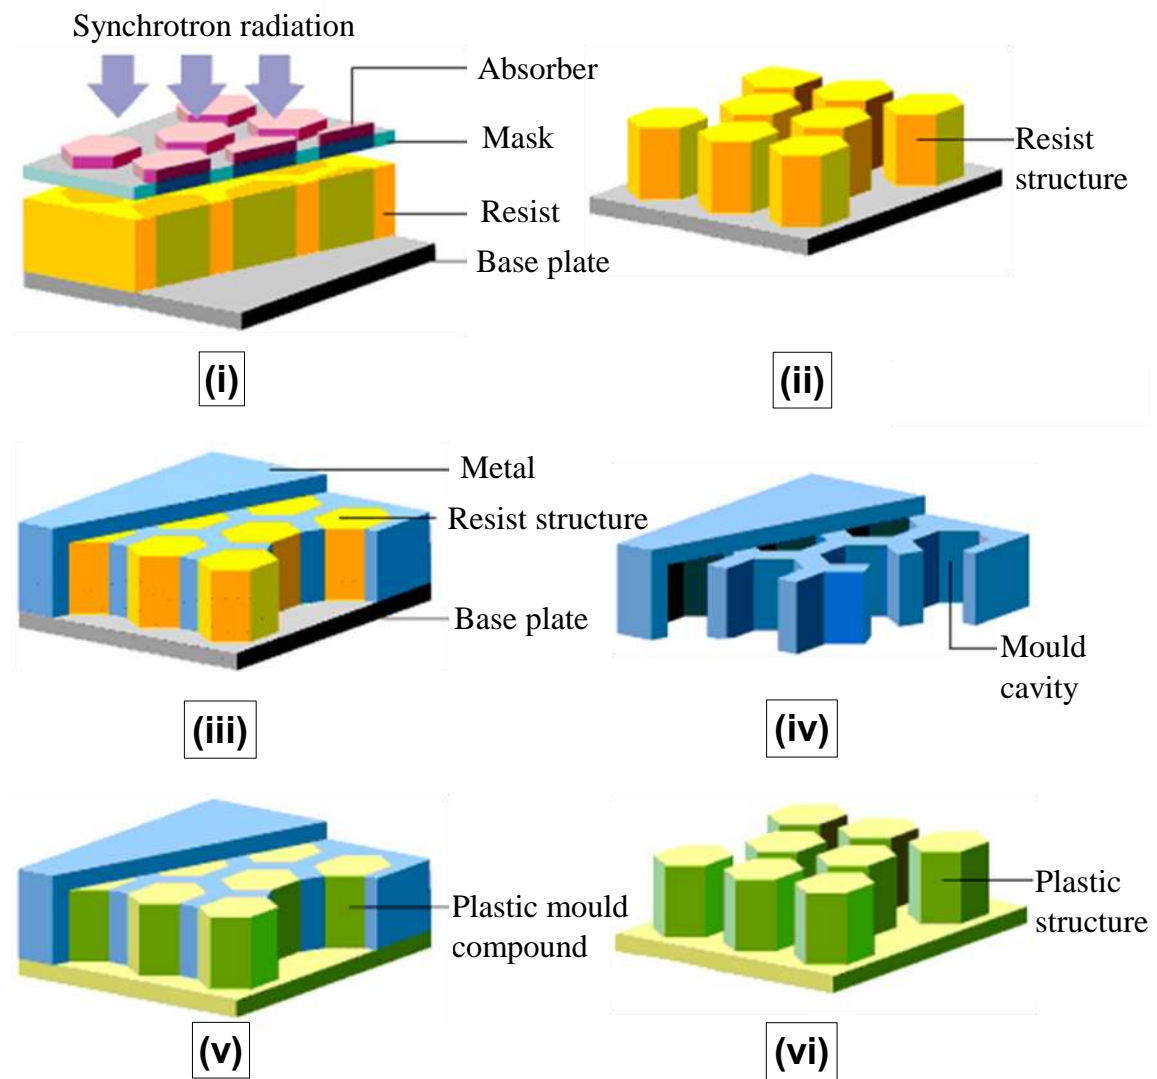 Synchrotron radiation
Absorber
Mask
Resist
Base plate
(i)
Resist
structure
(ii)
Metal
Resist structure
Base plate
(iii)
Mould
cavity
(iv)
Plastic mould
compound
(v)
Plastic
structure
(vi)